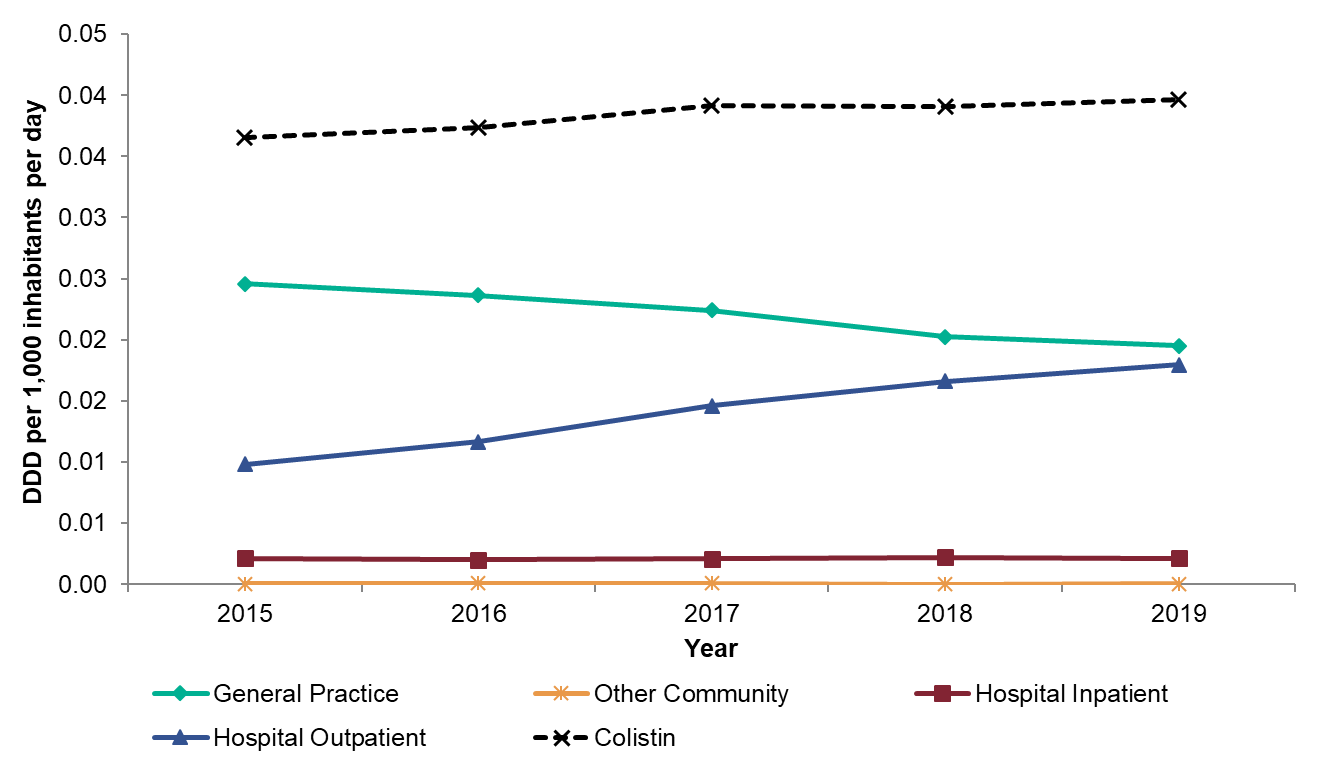 DDD per 1,000 inhabitants per day
0.05
0.04
0.04
0.03
0.03
0.02
0.02
0.01
0.01
0.00
2015 2016 2017 2018 2019
Year
General Practice Other Community Hospital Inpatient
Hospital Outpatient Colistin